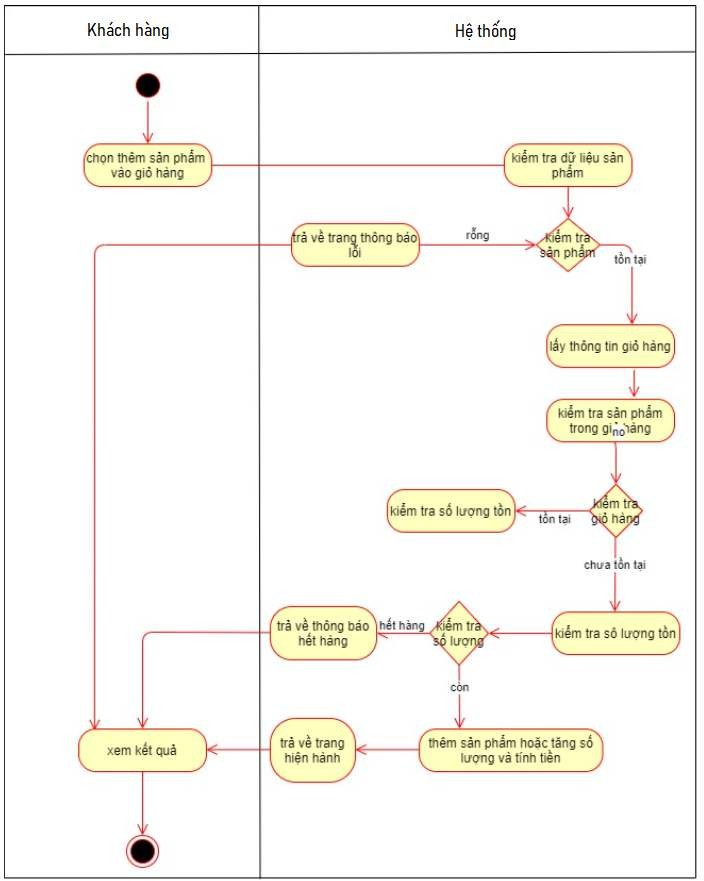 Khách hàng
Hệ thống
chọn thêm sản phẩm
vào giỏ hàng
kiểm tra dữ liệu sản
phẩm
trả về trang thông báo
lỗi
rỗng
kiểm tra
sản phẩm
tồn tại
lấy thông tin giỏ hàng
kiểm tra sản phẩm
trong giỏ hàng
no
kiểm tra số lượng tồn
tồn tại
kiểm tra
giỏ hàng
chưa tồn tại
trả về thông báo
hết hàng
hết hàng
kiểm tra
số lượng
kiểm tra số lượng tồn
còn
xem kết quả
trả về trang
hiện hành
thêm sản phẩm hoặc tăng số
lượng và tính tiền